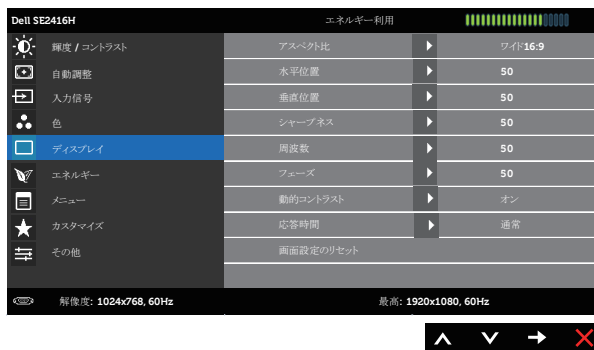 Dell SE2416H エネルギー利用
輝度 / コントラスト アスペクト比 ワイド16:9
自動調整 水平位置 50
入力信号 垂直位置 50
色 シャープネス 50
ディスプレイ 周波数 50
エネルギー フェーズ 50
メニュー 動的コントラスト オン
カスタマイズ 応答時間 通常
その他 画面設定のリセット
解像度: 1024x768, 60Hz 最高: 1920x1080, 60Hz